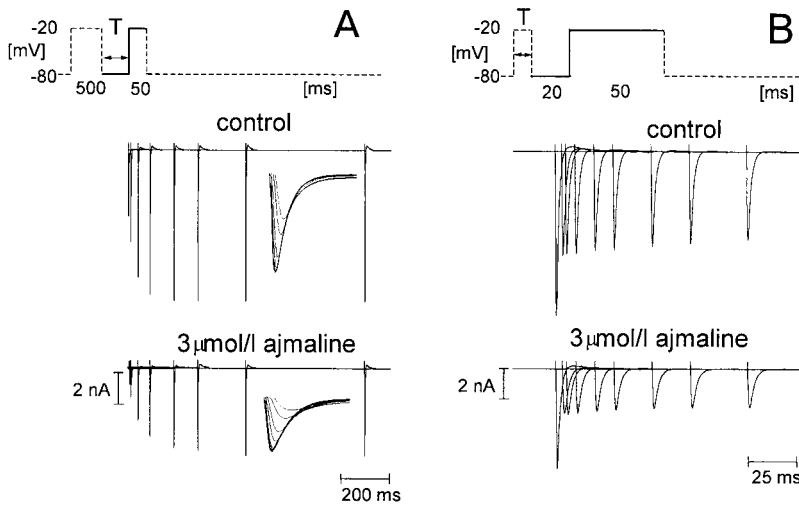 A
-20
T
[mV]
-80
500
50
[ms]
control
3μmol/l ajmaline
2 nA
200 ms
B
-20
T
[mV]
-80
20
50
[ms]
control
3μmol/l ajmaline
2 nA
25 ms